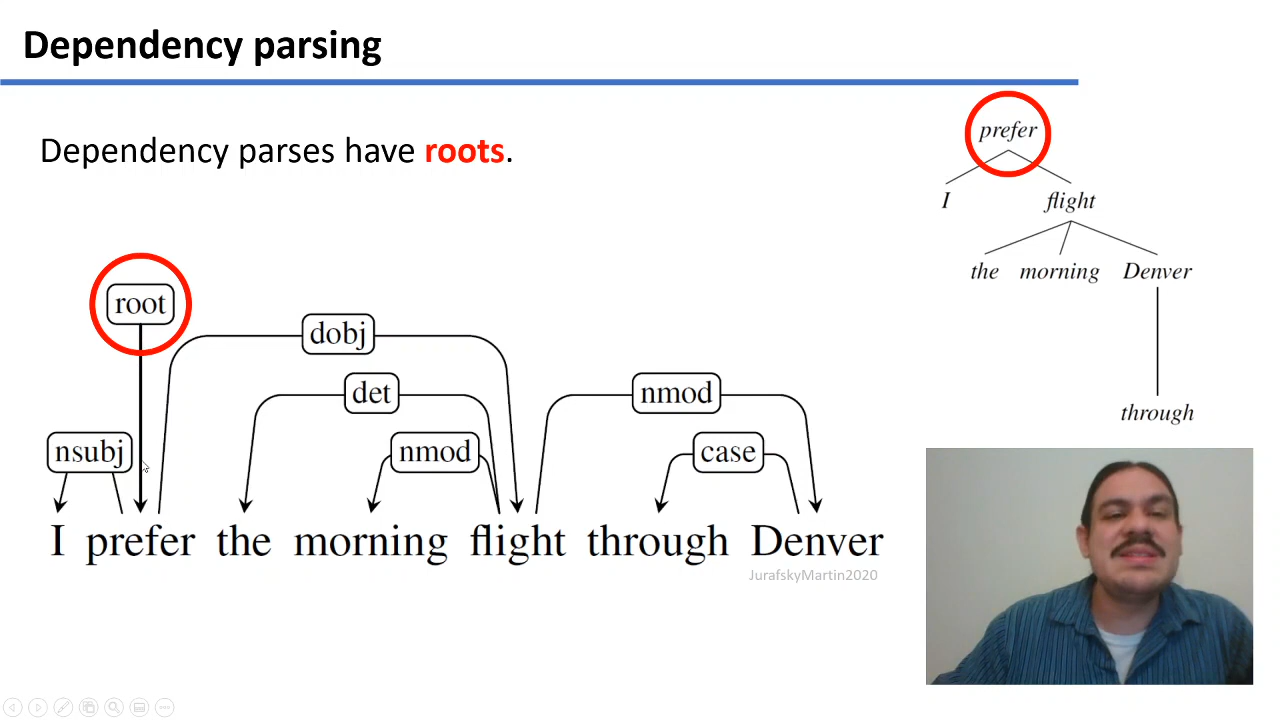 Dependency parsing
Dependency parses have roots.
prefer
I flight
the morning Denver
through
root
dobj
det nmod
nsubj nmod case
I prefer the morning flight through Denver
JurafskyMartin2020